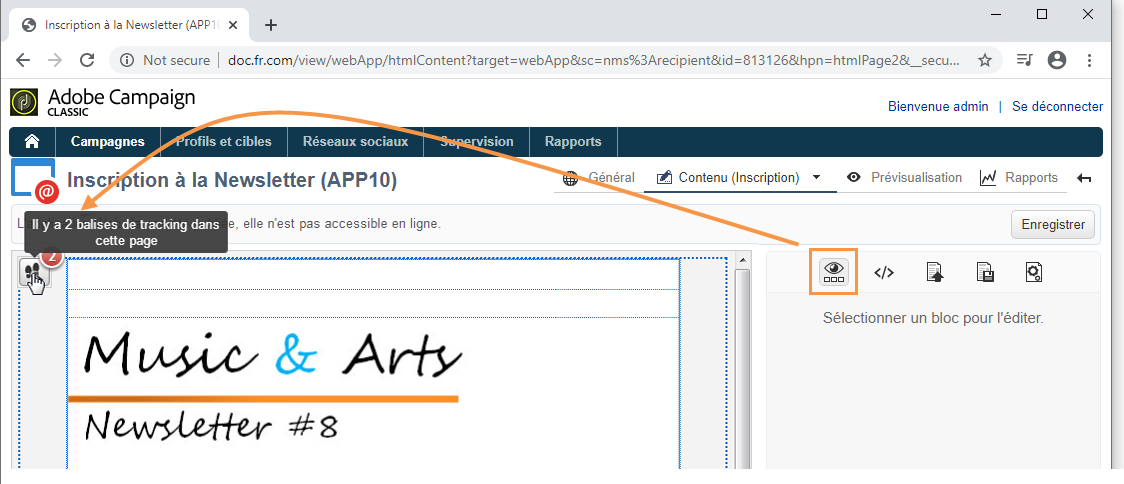 Inscription à la Newsletter (APP10
Not secure | doc.fr.com/view/webApp/htmlContent?target=webApp&sc=nms%3Arecipient&id=813126&hpn=htmlPage2&__secu...
Adobe Campaign
CLASSIC
Bienvenue admin | Se déconnecter
Campagnes Profils et cibles Réseaux sociaux Supervision Rapports
@ Inscription à la Newsletter (APP10) Général Contenu (Inscription) Prévisualisation Rapports
elle n'est pas accessible en ligne. Enregistrer
Il y a 2 balises de tracking dans
cette page
2
</>
Sélectionner un bloc pour l'éditer.
Music & Arts
Newsletter #8